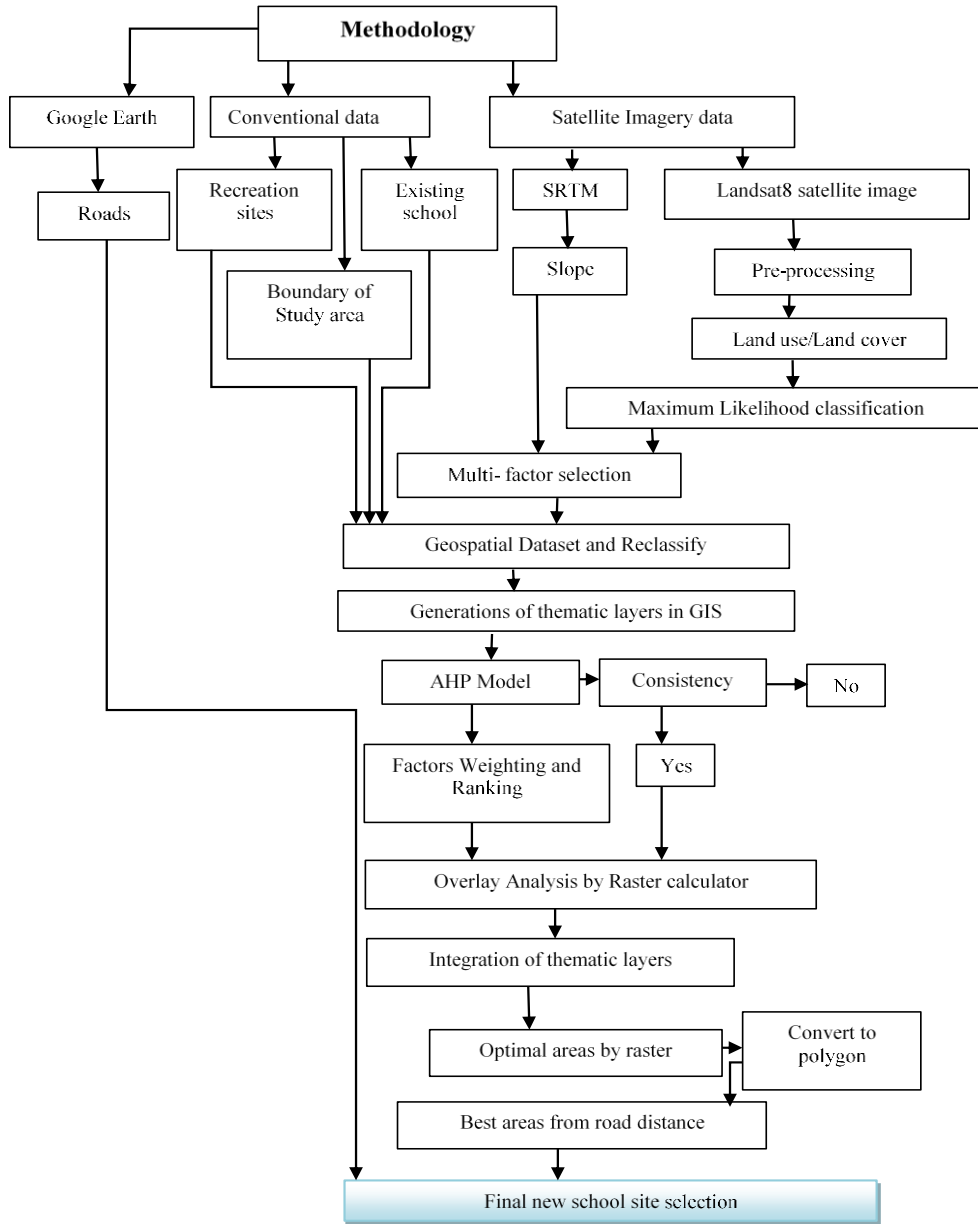 Methodology
Google Earth
Conventional data
Satellite Imagery data
Roads
Recreation
sites
Existing
school
SRTM
Landsat8 satellite image
Boundary of
Study area
Slope
Pre-processing
Land use/Land cover
Maximum Likelihood classification
Multi- factor selection
Geospatial Dataset and Reclassify
Generations of thematic layers in GIS
AHP Model
Consistency
No
Factors Weighting and
Ranking
Yes
Overlay Analysis by Raster calculator
Integration of thematic layers
Optimal areas by raster
Convert to
polygon
Best areas from road distance
Final new school site selection